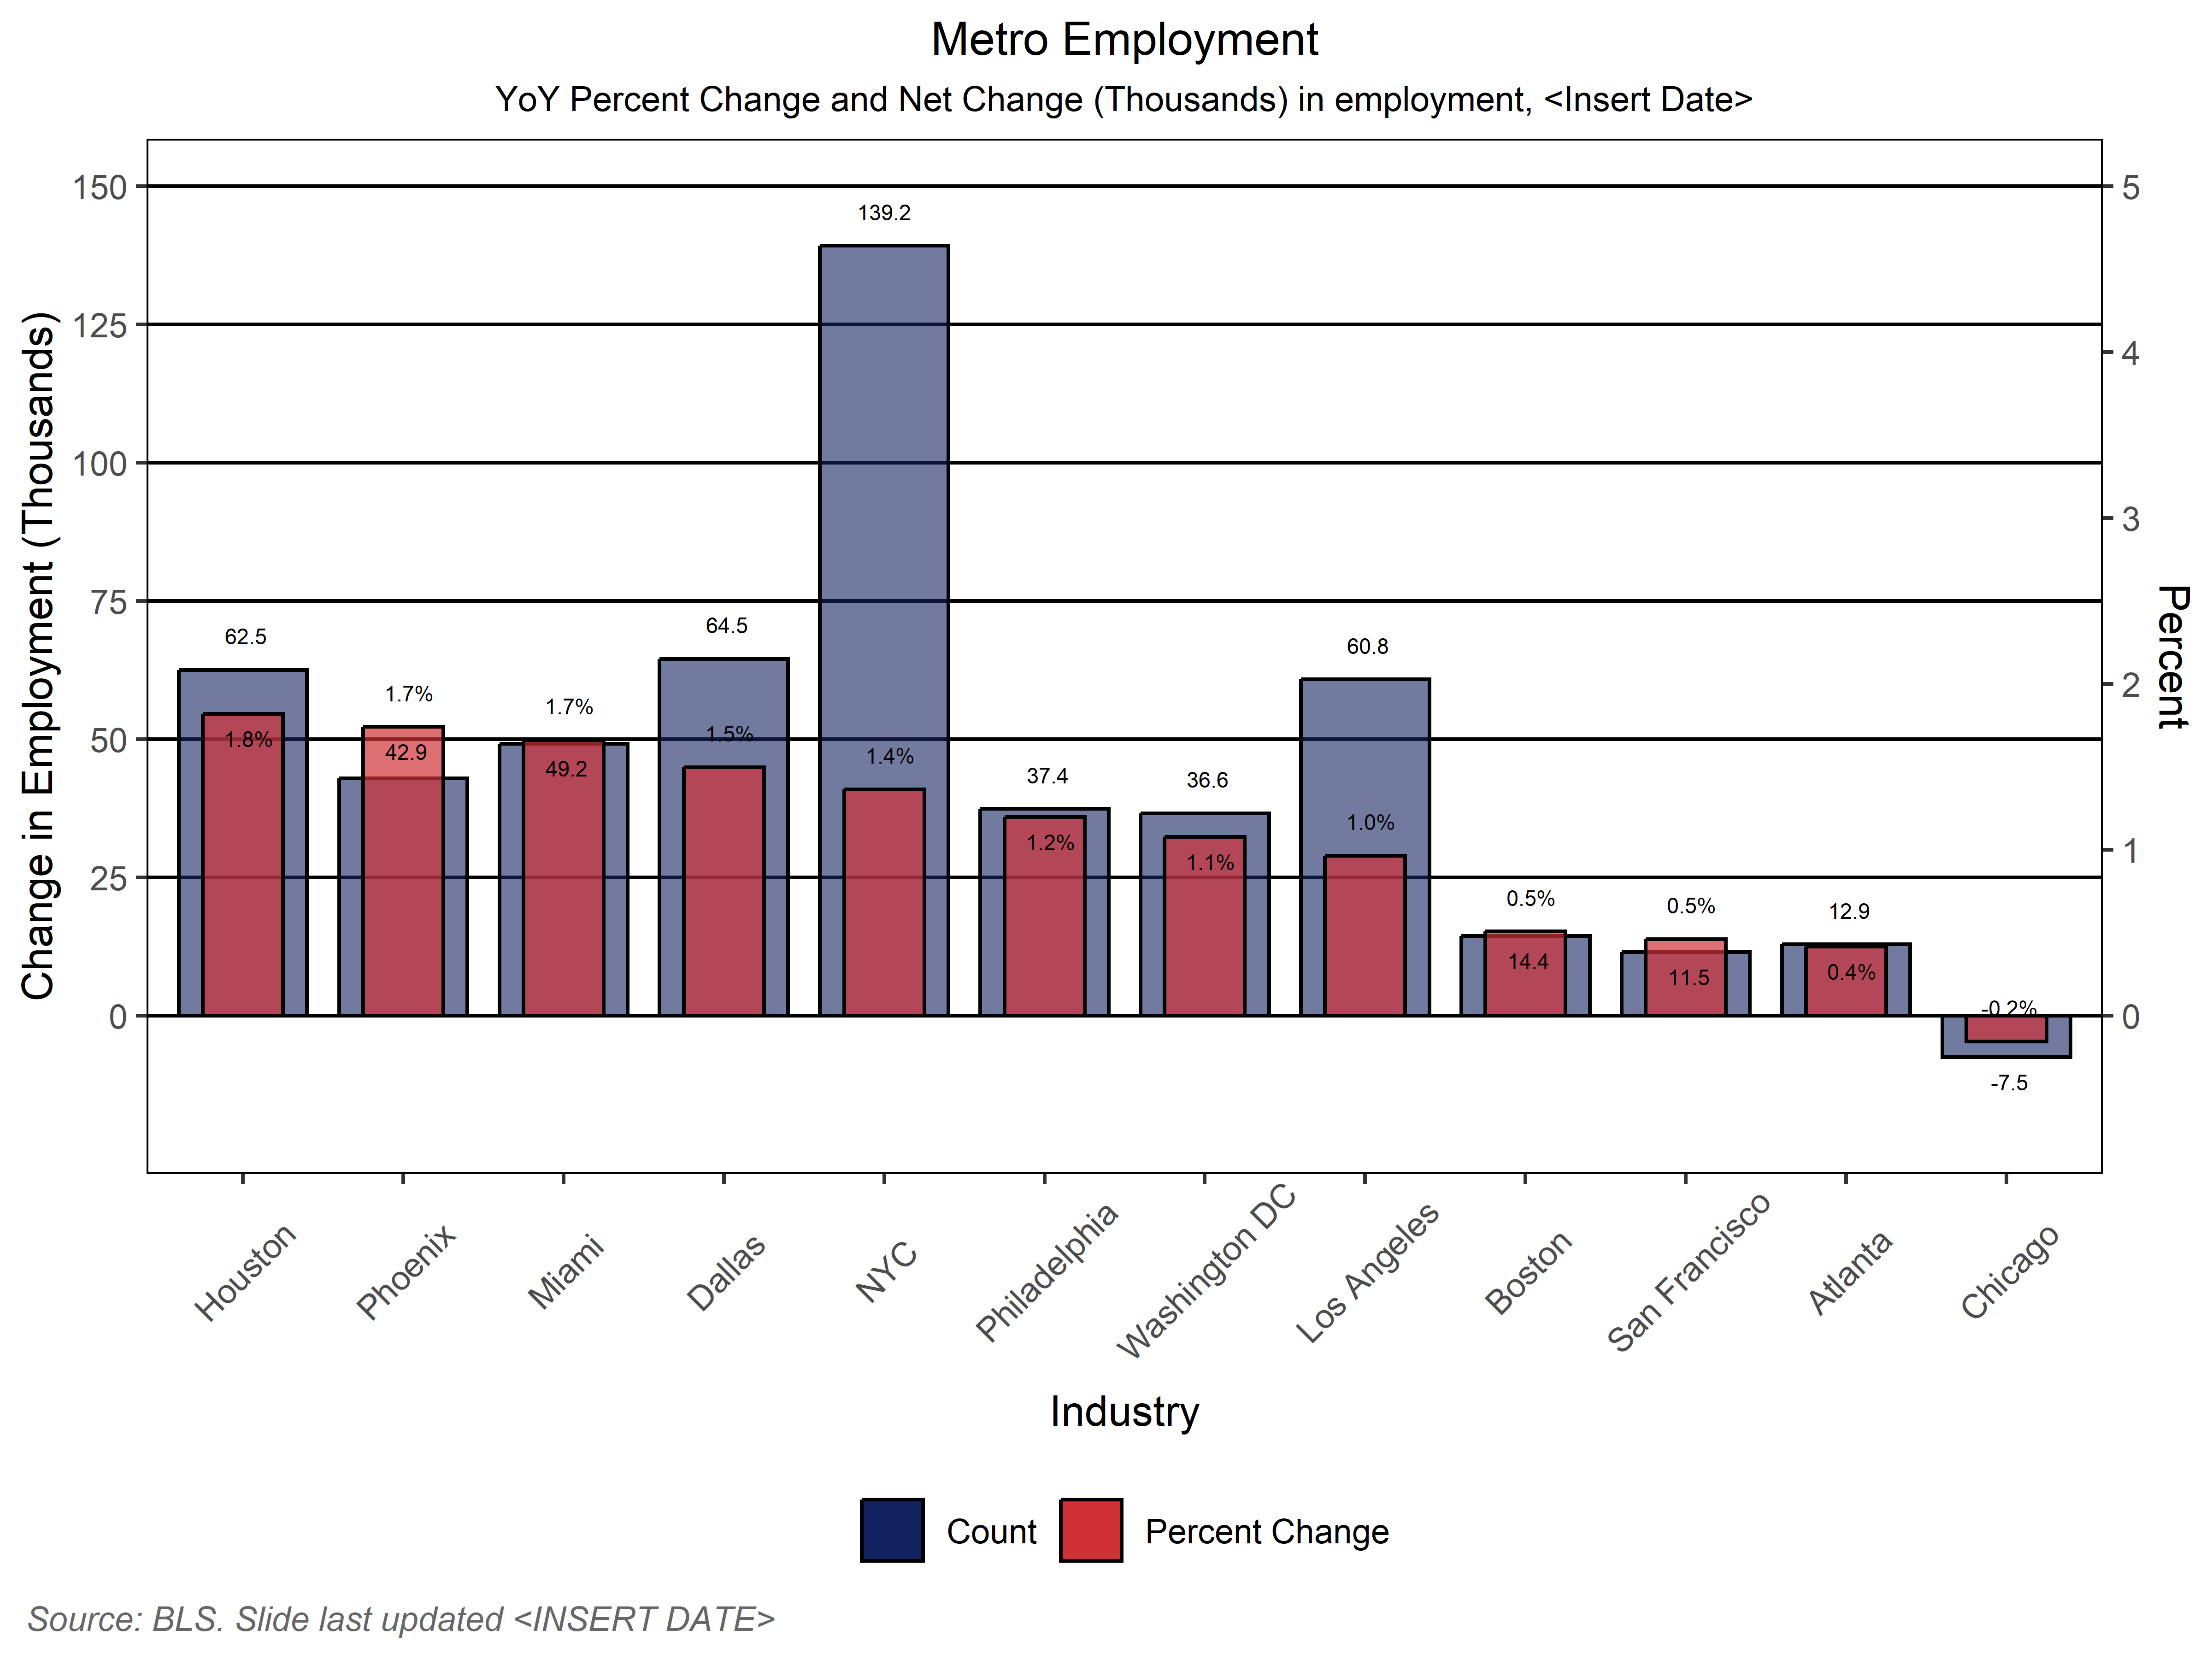 Metro Employment
YoY Percent Change and Net Change (Thousands) in employment, <Insert Date>
Change in Employment (Thousands)
150
125
100
75
50
25
0
5
4
3
2
1
0
Percent
62.5
1.8%
1.7%
42.9
1.7%
49.2
64.5
1.5%
139.2
1.4%
37.4
1.2%
36.6
1.1%
60.8
1.0%
0.5%
14.4
0.5%
11.5
12.9
0.4%
-0.2%
-7.5
Houston
Phoenix
Miami
Dallas
NYC
Philadelphia
Washington DC
Los Angeles
Boston
San Francisco
Atlanta
Chicago
Industry
Count
Percent Change
Source: BLS. Slide last updated <INSERT DATE>